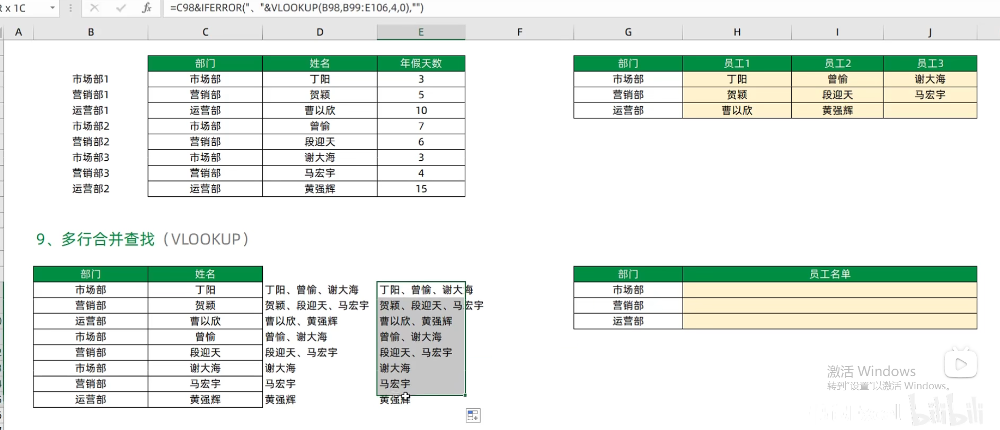 R x 1C fx =C98&IFERROR("、"&VLOOKUP(B98,B99:E106,4,0),"")
A B C D E F G H I J
部门 姓名 年假天数 部门 员工1 员工2 员工3
市场部1 市场部 丁阳 3 市场部 丁阳 曾愉 谢大海
营销部1 营销部 贺颖 5 营销部 贺颖 段迎天 马宏宇
运营部1 运营部 曹以欣 10 运营部 曹以欣 黄强辉
市场部2 市场部 曾愉 7
营销部2 营销部 段迎天 6
市场部3 市场部 谢大海 3
营销部3 营销部 马宏宇 4
运营部2 运营部 黄强辉 15
9、多行合并查找（VLOOKUP）
部门 姓名 部门 员工名单
市场部 丁阳 丁阳、曾愉、谢大海 丁阳、曾愉、谢大海 市场部
营销部 贺颖 贺颖、段迎天、马宏宇 贺颖、段迎天、马宏宇 营销部
运营部 曹以欣 曹以欣、黄强辉 曹以欣、黄强辉 运营部
市场部 曾愉 曾愉、谢大海 曾愉、谢大海
营销部 段迎天 段迎天、马宏宇 段迎天、马宏宇
市场部 谢大海 谢大海 谢大海
营销部 马宏宇 马宏宇 马宏宇
运营部 黄强辉 黄强辉 黄强辉
激活 Windows
转到"设置"以激活 Windows。
bilibili